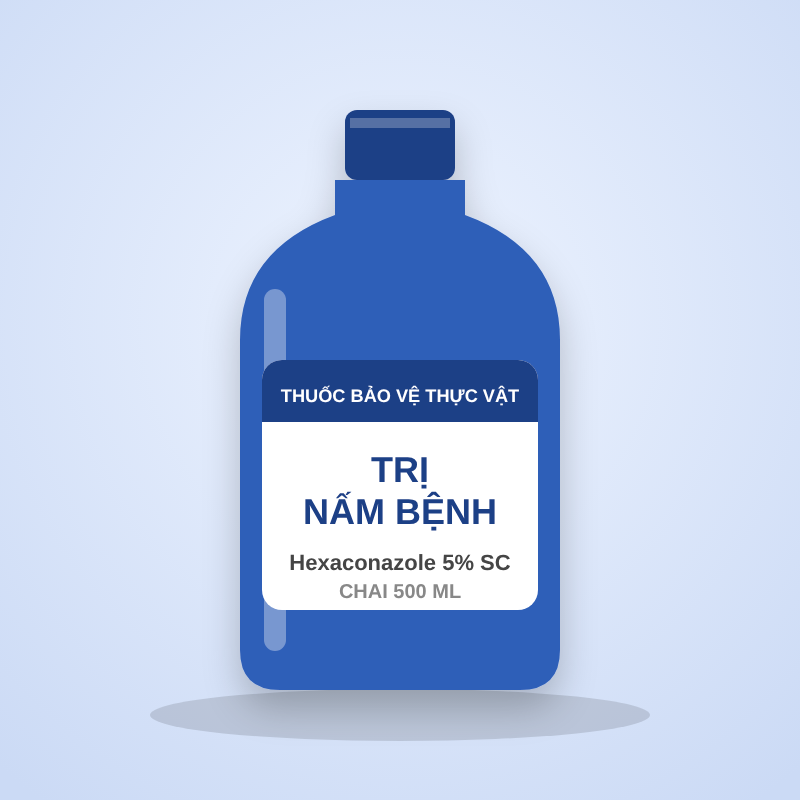 THUỐC BẢO VỆ THỰC VẬT
TRỊ
NẤM BỆNH
Hexaconazole 5% SC
CHAI 500 ML